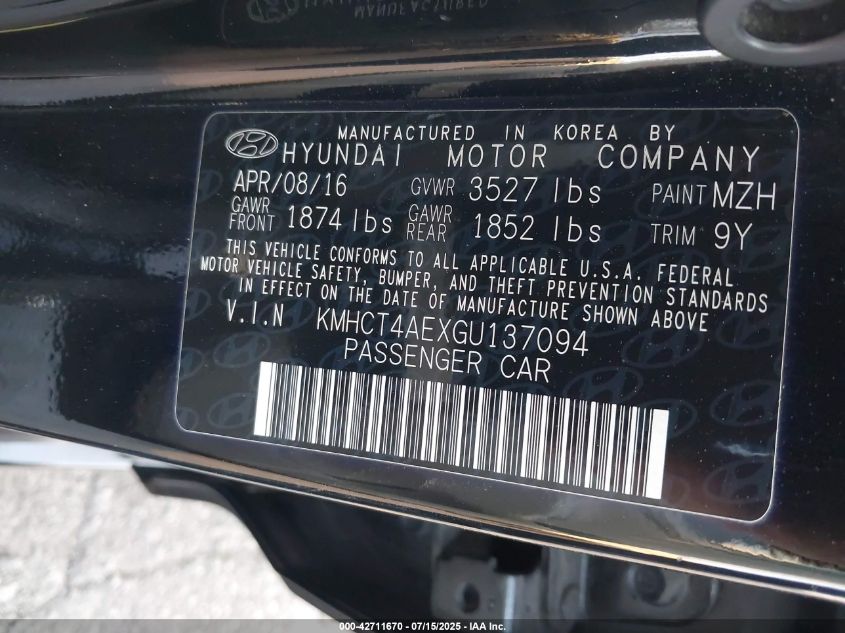 HYUNDAI
MANUFACTURED
MANUFACTURED IN KOREA BY
HYUNDAI MOTOR COMPANY
APR/08/16 GVWR 3527 lbs PAINT MZH
GAWR FRONT 1874 lbs GAWR REAR 1852 lbs TRIM 9Y
THIS VEHICLE CONFORMS TO ALL APPLICABLE U.S.A. FEDERAL
MOTOR VEHICLE SAFETY, BUMPER, AND THEFT PREVENTION STANDARDS
IN EFFECT ON THE DATE OF MANUFACTURE SHOWN ABOVE
V.I.N KMHCT4AEXGU137094
PASSENGER CAR
000-42711670 - 07/15/2025 - IAA Inc.